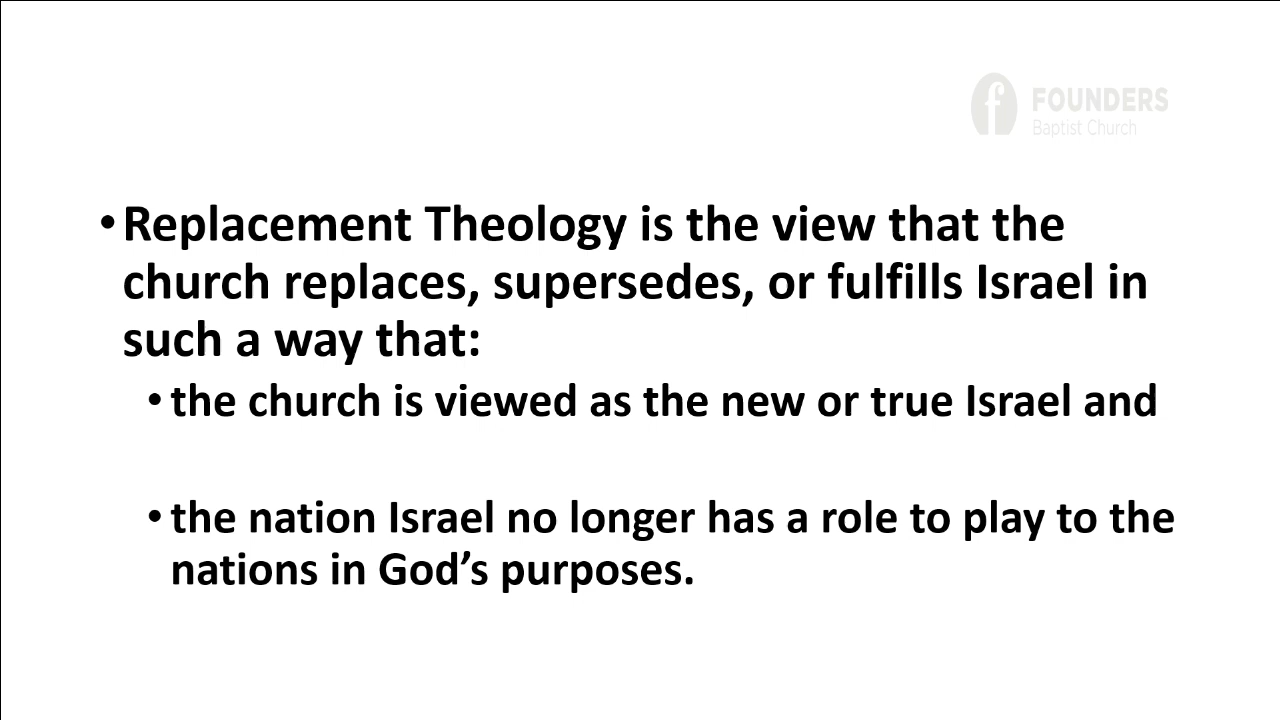 FOUNDERS
Baptist Church
•Replacement Theology is the view that the
church replaces, supersedes, or fulfills Israel in
such a way that:
•the church is viewed as the new or true Israel and
•the nation Israel no longer has a role to play to the
nations in God’s purposes.